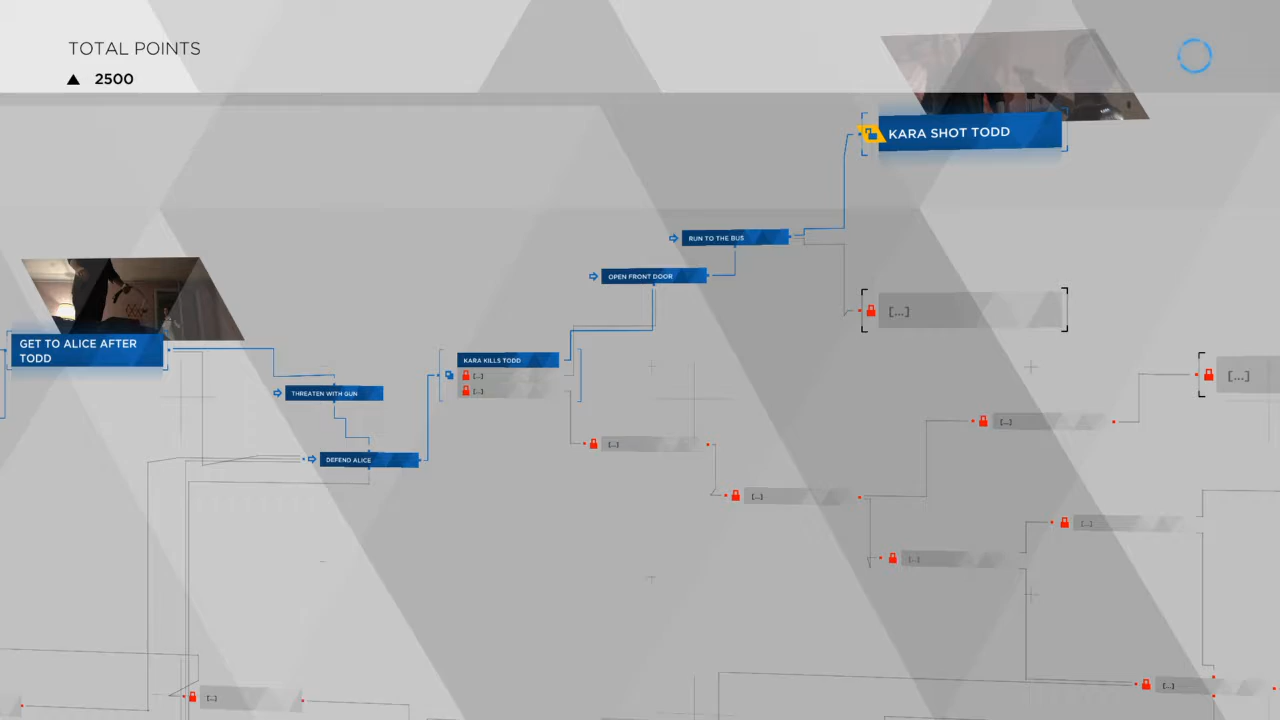 TOTAL POINTS
▲ 2500
KARA SHOT TODD
RUN TO THE BUS
OPEN FRONT DOOR
[...]
GET TO ALICE AFTER
TODD
KARA KILLS TODD
[...]
[...]
[...]
THREATEN WITH GUN
[...]
[...]
DEFEND ALICE
[...]
[...]
[...]
[...]
[...]